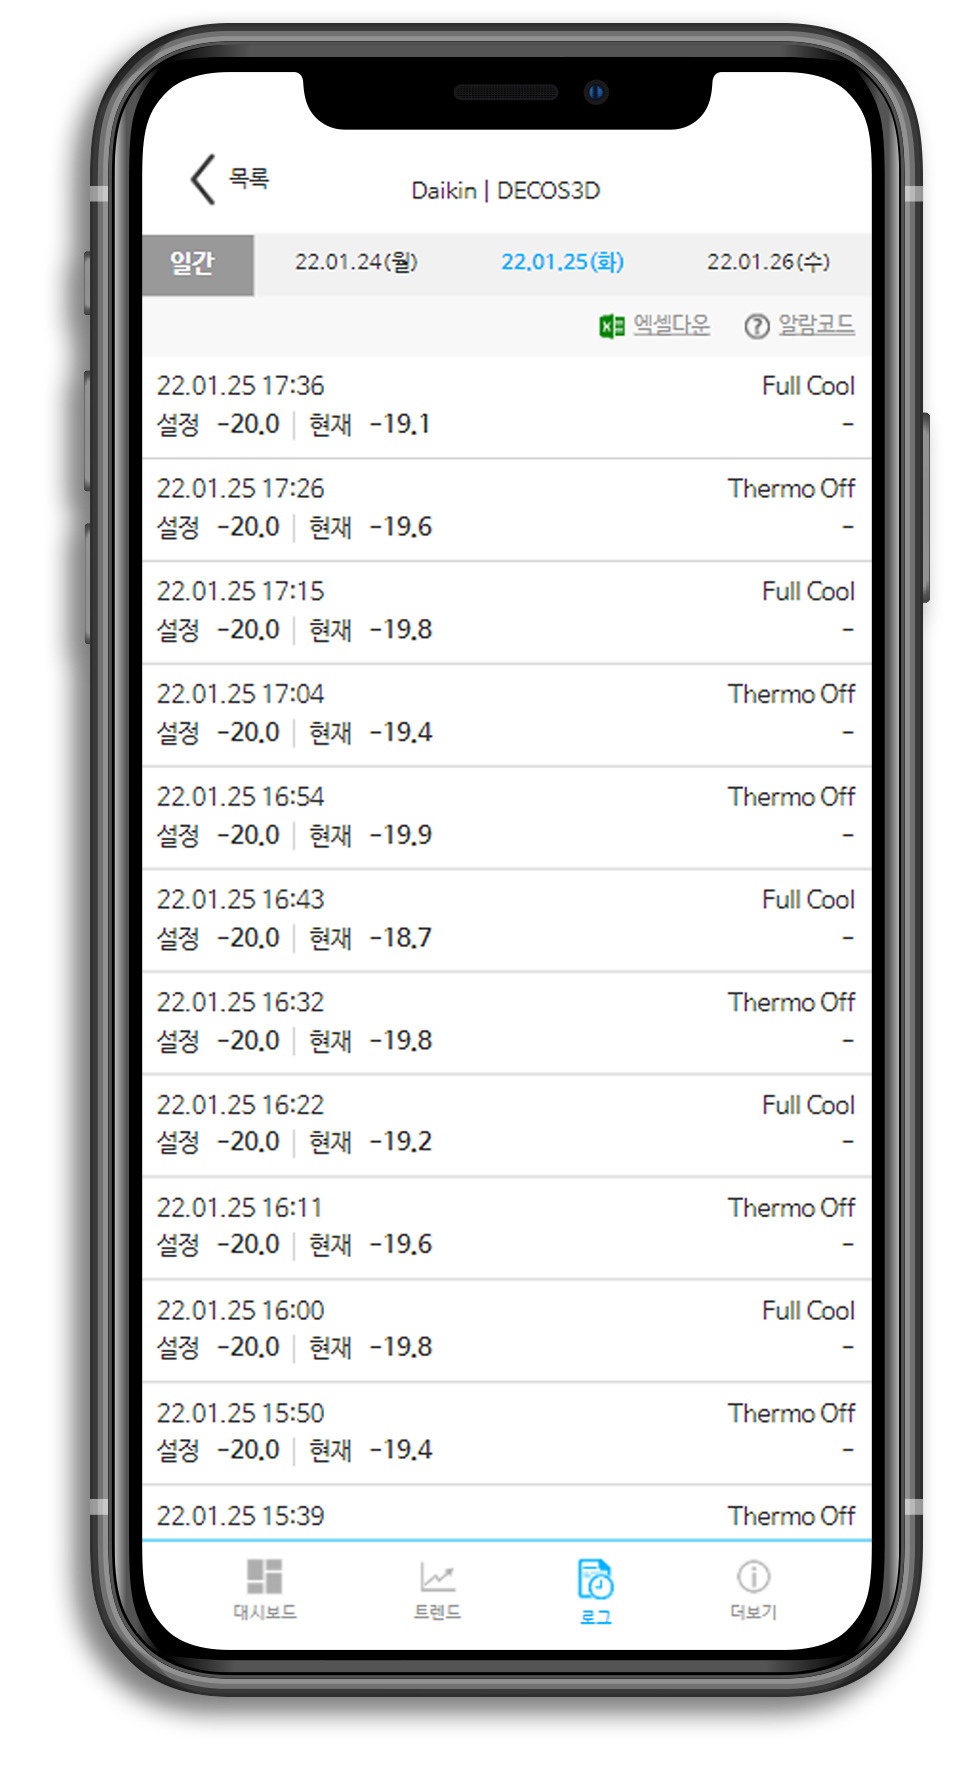 목록
Daikin | DECOS3D
일간 22.01.24(월) 22.01.25(화) 22.01.26(수)
엑셀다운 ? 알람코드
22.01.25 17:36 Full Cool
설정 -20.0 | 현재 -19.1 -
22.01.25 17:26 Thermo Off
설정 -20.0 | 현재 -19.6 -
22.01.25 17:15 Full Cool
설정 -20.0 | 현재 -19.8 -
22.01.25 17:04 Thermo Off
설정 -20.0 | 현재 -19.4 -
22.01.25 16:54 Thermo Off
설정 -20.0 | 현재 -19.9 -
22.01.25 16:43 Full Cool
설정 -20.0 | 현재 -18.7 -
22.01.25 16:32 Thermo Off
설정 -20.0 | 현재 -19.8 -
22.01.25 16:22 Full Cool
설정 -20.0 | 현재 -19.2 -
22.01.25 16:11 Thermo Off
설정 -20.0 | 현재 -19.6 -
22.01.25 16:00 Full Cool
설정 -20.0 | 현재 -19.8 -
22.01.25 15:50 Thermo Off
설정 -20.0 | 현재 -19.4 -
22.01.25 15:39 Thermo Off
대시보드 트렌드 로그 더보기